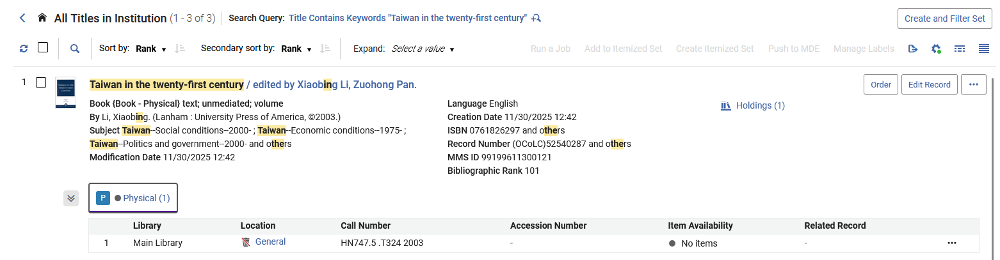 All Titles in Institution (1 - 3 of 3) Search Query: Title Contains Keywords "Taiwan in the twenty-first century" Create and Filter Set
Sort by: Rank Secondary sort by: Rank Expand: Select a value Run a Job Add to Itemized Set Create Itemized Set Push to MDE Manage Labels
1 Taiwan in the twenty-first century / edited by Xiaobing Li, Zuohong Pan. Order Edit Record
Book {Book - Physical} text; unmediated; volume Language English Holdings (1)
By Li, Xiaobing. (Lanham : University Press of America, ©2003.) Creation Date 11/30/2025 12:42
Subject Taiwan--Social conditions--2000- ; Taiwan--Economic conditions--1975- ; ISBN 0761826297 and others
Taiwan--Politics and government--2000- and others Record Number (OCoLC)52540287 and others
Modification Date 11/30/2025 12:42 MMS ID 99199611300121
Bibliographic Rank 101
P Physical (1)
Library Location Call Number Accession Number Item Availability Related Record
1 Main Library General HN747.5 .T324 2003 - No items -